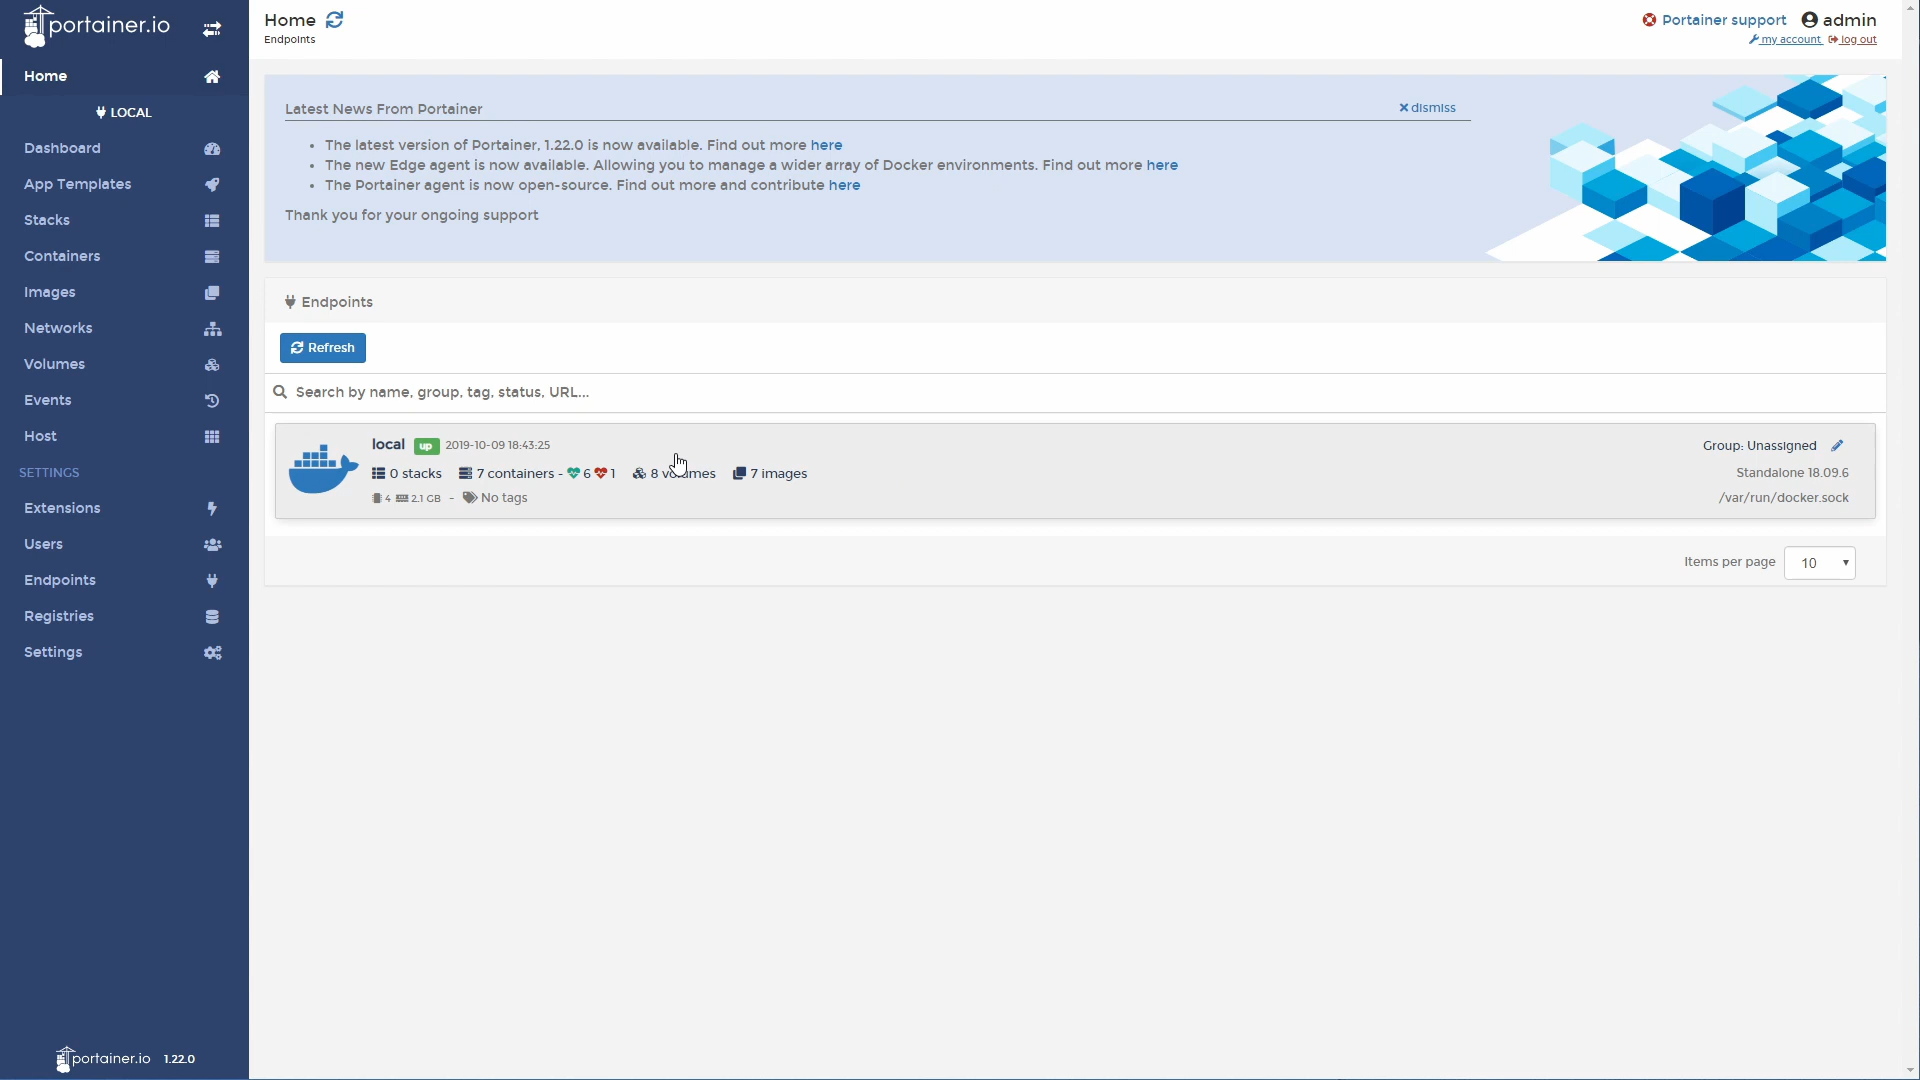 portainer.io
Home
LOCAL
Dashboard
App Templates
Stacks
Containers
Images
Networks
Volumes
Events
Host
SETTINGS
Extensions
Users
Endpoints
Registries
Settings
portainer.io 1.22.0
Home
Endpoints
Portainer support admin
my account log out
Latest News From Portainer
dismiss
The latest version of Portainer, 1.22.0 is now available. Find out more here
The new Edge agent is now available. Allowing you to manage a wider array of Docker environments. Find out more here
The Portainer agent is now open-source. Find out more and contribute here
Thank you for your ongoing support
Endpoints
Refresh
Search by name, group, tag, status, URL...
local up 2019-10-09 18:43:25
0 stacks 7 containers - 6 1 8 volumes 7 images
4 2.1 GB - No tags
Group: Unassigned
Standalone 18.09.6
/var/run/docker.sock
Items per page 10